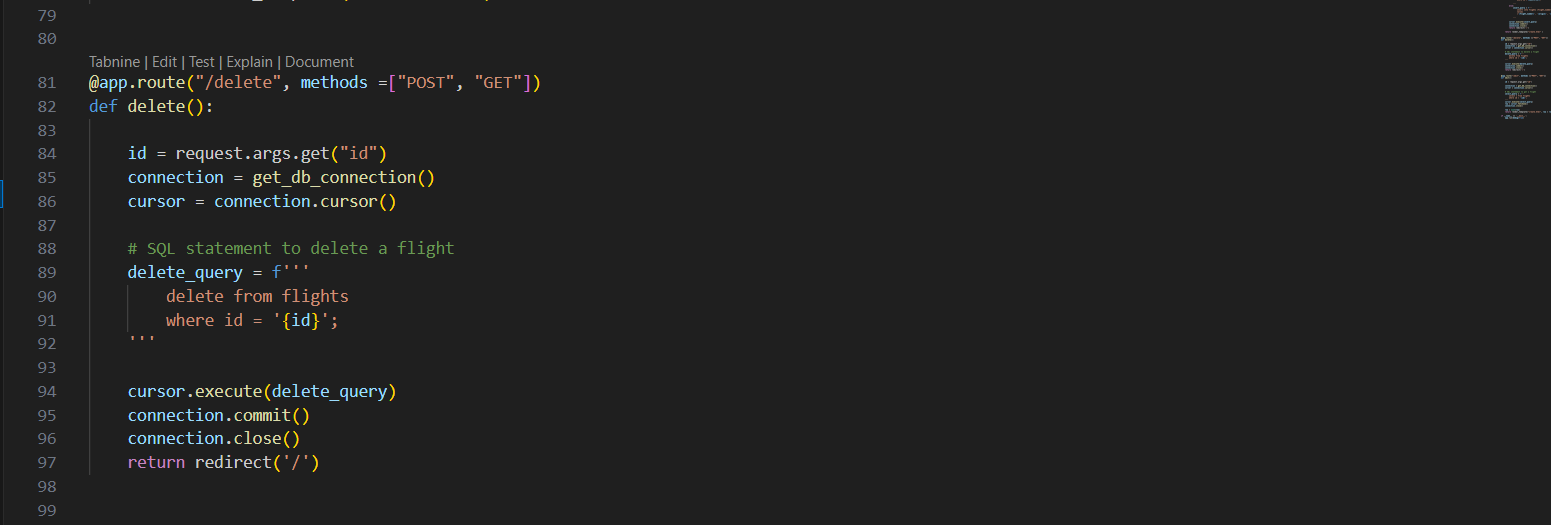 79
80
Tabnine | Edit | Test | Explain | Document
81 @app.route("/delete", methods =["POST", "GET"])
82 def delete():
83
84     id = request.args.get("id")
85     connection = get_db_connection()
86     cursor = connection.cursor()
87
88     # SQL statement to delete a flight
89     delete_query = f'''
90         delete from flights
91         where id = '{id}';
92     '''
93
94     cursor.execute(delete_query)
95     connection.commit()
96     connection.close()
97     return redirect('/')
98
99